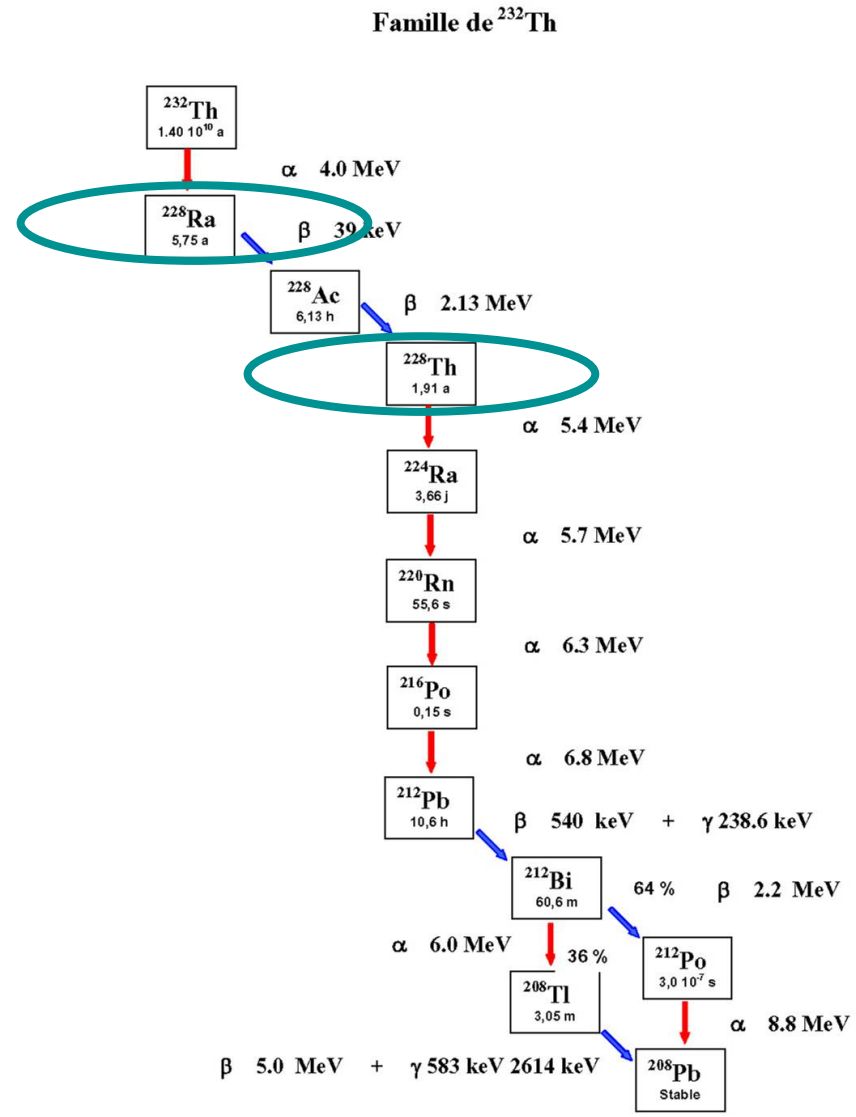 Famille de ²³²Th
²³²Th
1.40 10¹⁰ a
α 4.0 MeV
²²⁸Ra
5,75 a
β 39 keV
²²⁸Ac
6,13 h
β 2.13 MeV
²²⁸Th
1,91 a
α 5.4 MeV
²²⁴Ra
3,66 j
α 5.7 MeV
²²⁰Rn
55,6 s
α 6.3 MeV
²¹⁶Po
0,15 s
α 6.8 MeV
²¹²Pb
10,6 h
β 540 keV + γ 238.6 keV
²¹²Bi
60,6 m
64 % β 2.2 MeV
α 6.0 MeV
36 %
²¹²Po
3,0 10⁻⁷ s
²⁰⁸Tl
3,05 m
α 8.8 MeV
β 5.0 MeV + γ 583 keV 2614 keV
²⁰⁸Pb
Stable